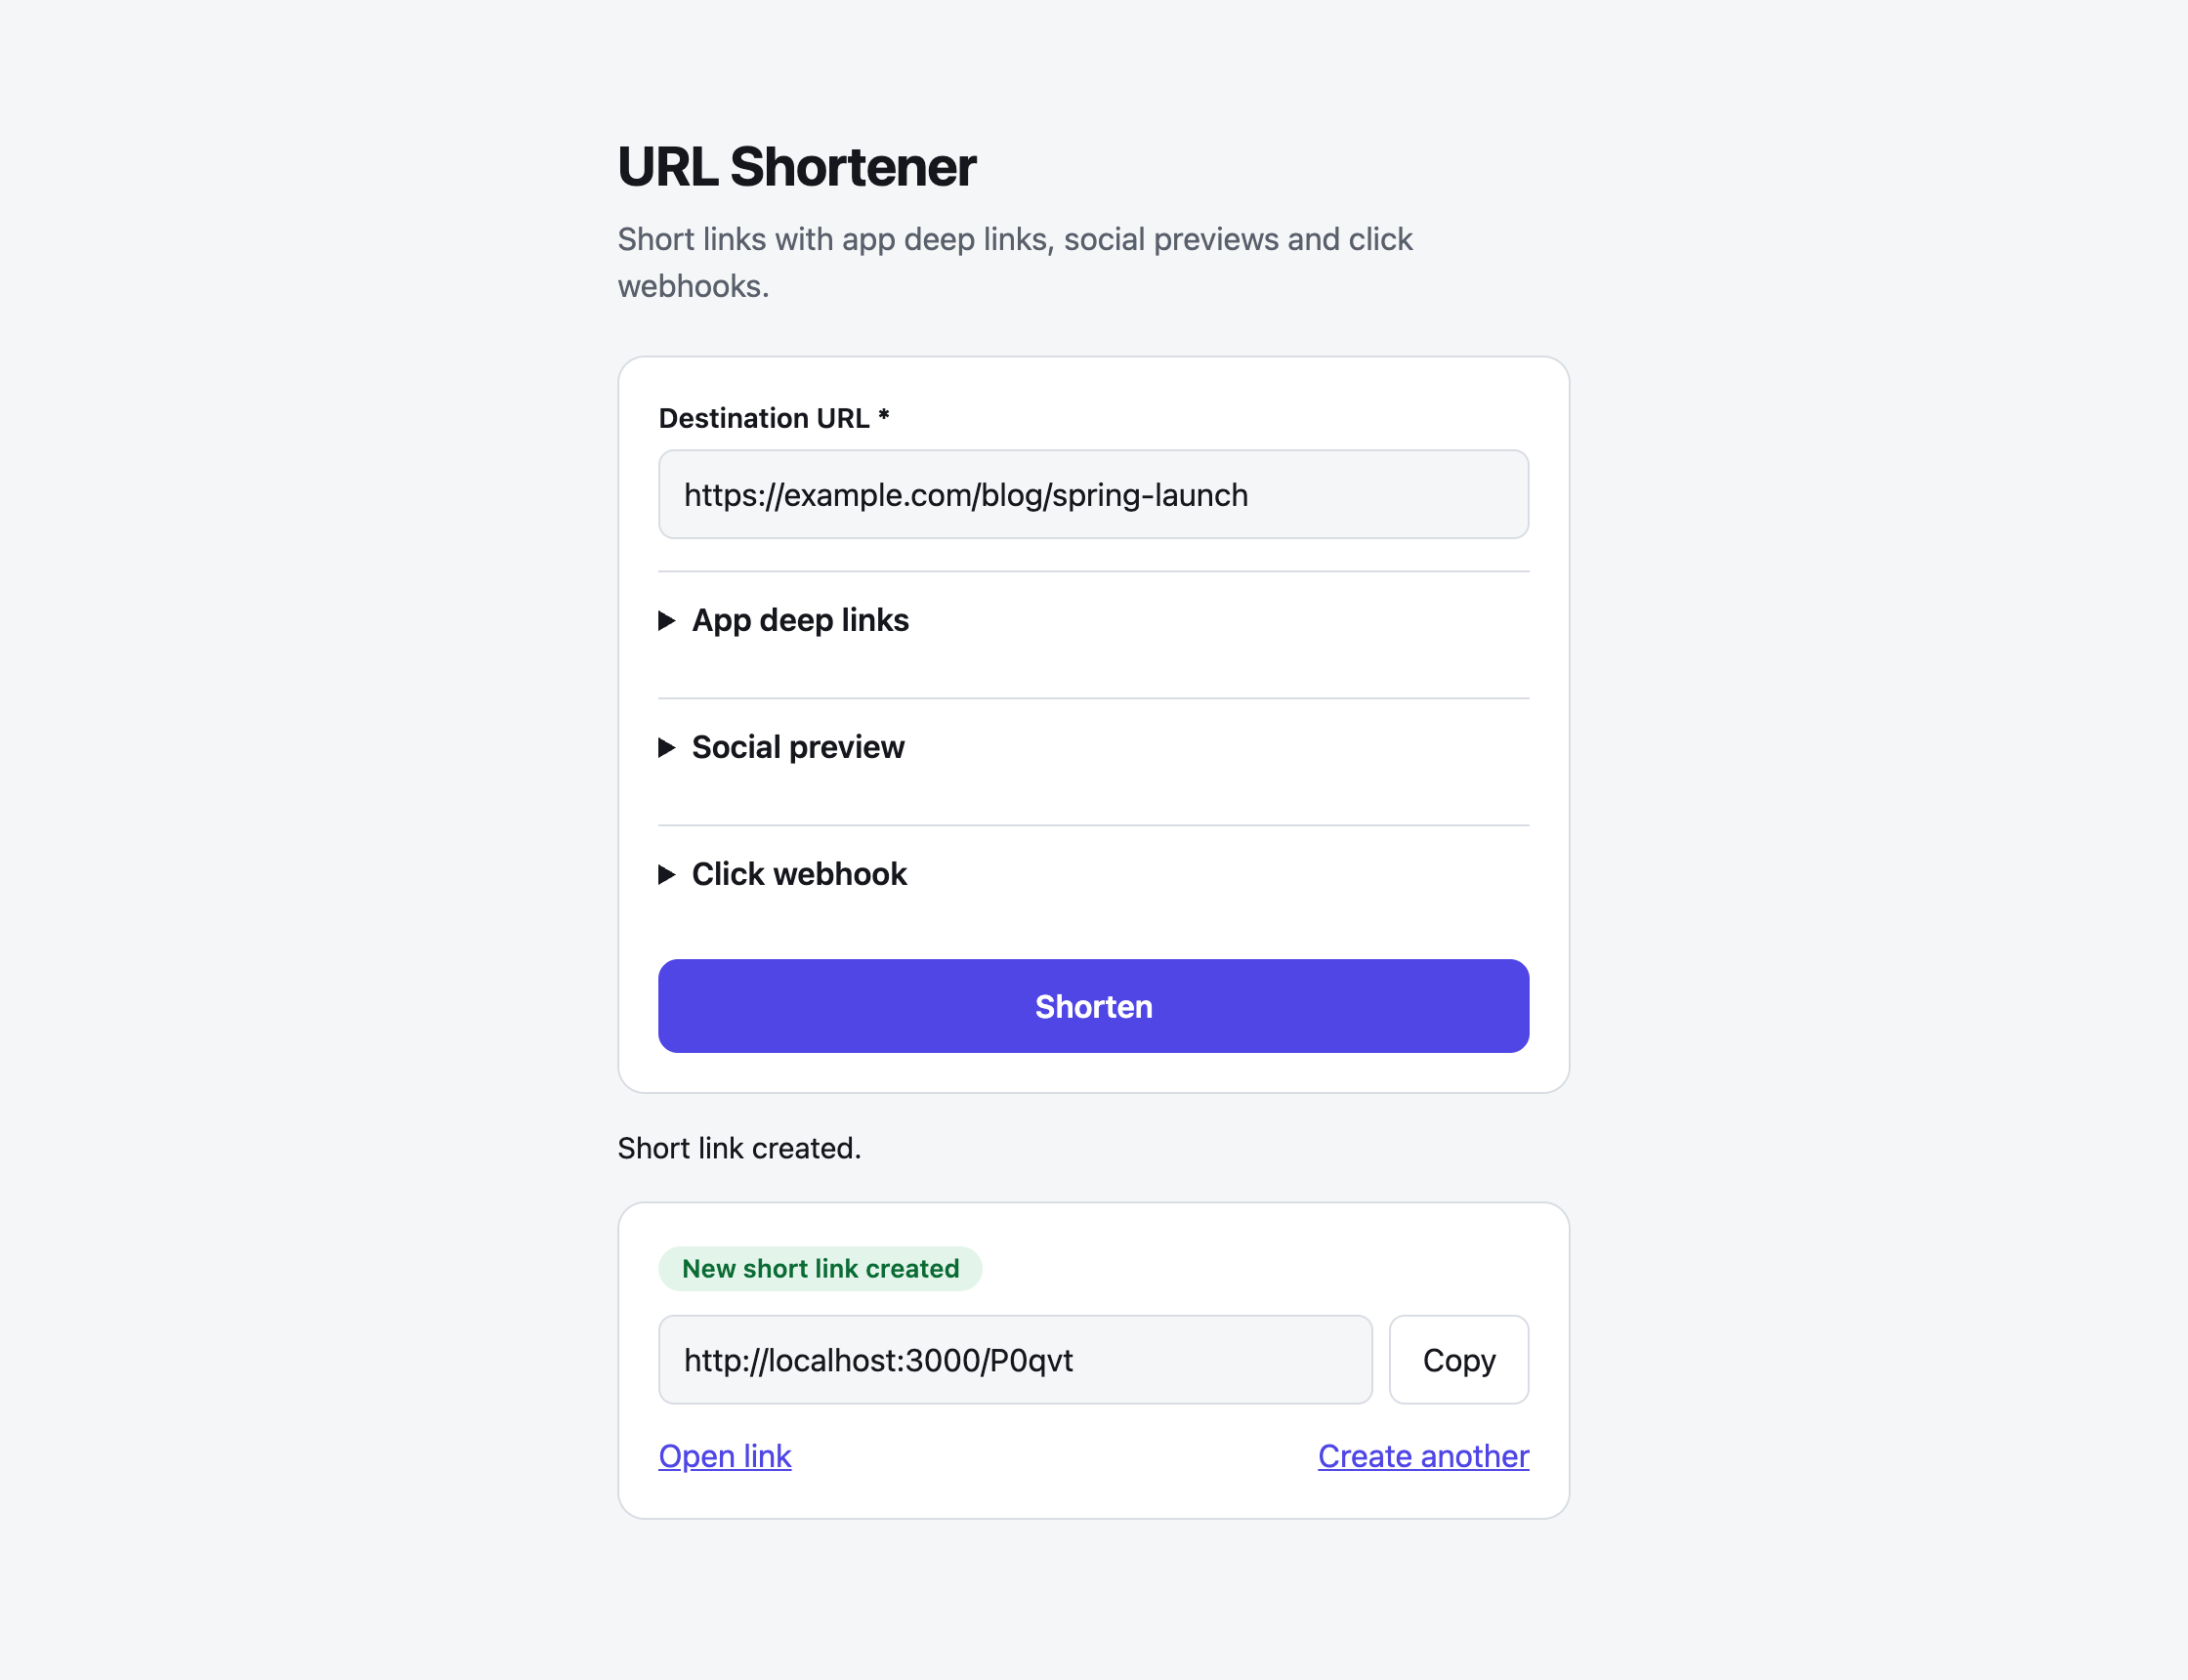 URL Shortener
Short links with app deep links, social previews and click
webhooks.
Destination URL *
https://example.com/blog/spring-launch
App deep links
Social preview
Click webhook
Shorten
Short link created.
New short link created
http://localhost:3000/P0qvt
Copy
Open link
Create another